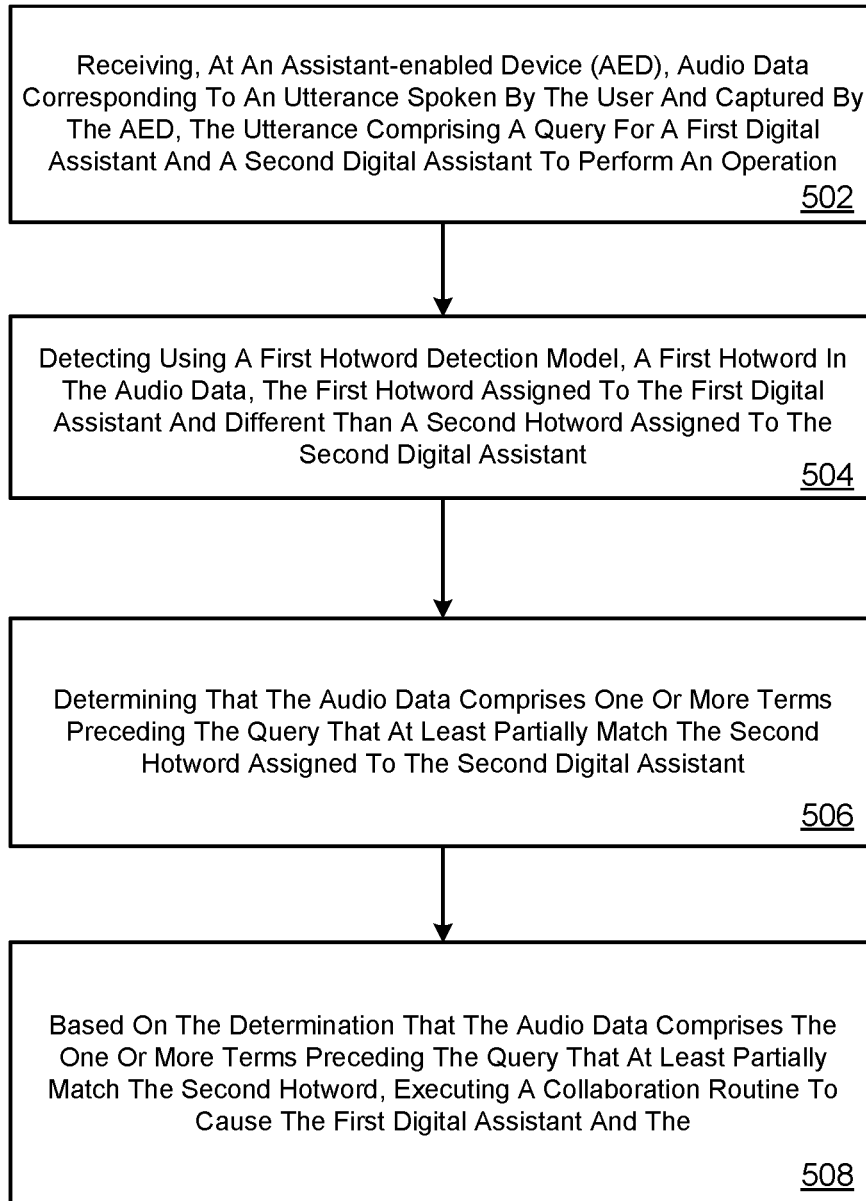 Receiving, At An Assistant-enabled Device (AED), Audio Data
Corresponding To An Utterance Spoken By The User And Captured By
The AED, The Utterance Comprising A Query For A First Digital
Assistant And A Second Digital Assistant To Perform An Operation
502
Detecting Using A First Hotword Detection Model, A First Hotword In
The Audio Data, The First Hotword Assigned To The First Digital
Assistant And Different Than A Second Hotword Assigned To The
Second Digital Assistant
504
Determining That The Audio Data Comprises One Or More Terms
Preceding The Query That At Least Partially Match The Second
Hotword Assigned To The Second Digital Assistant
506
Based On The Determination That The Audio Data Comprises The
One Or More Terms Preceding The Query That At Least Partially
Match The Second Hotword, Executing A Collaboration Routine To
Cause The First Digital Assistant And The
508